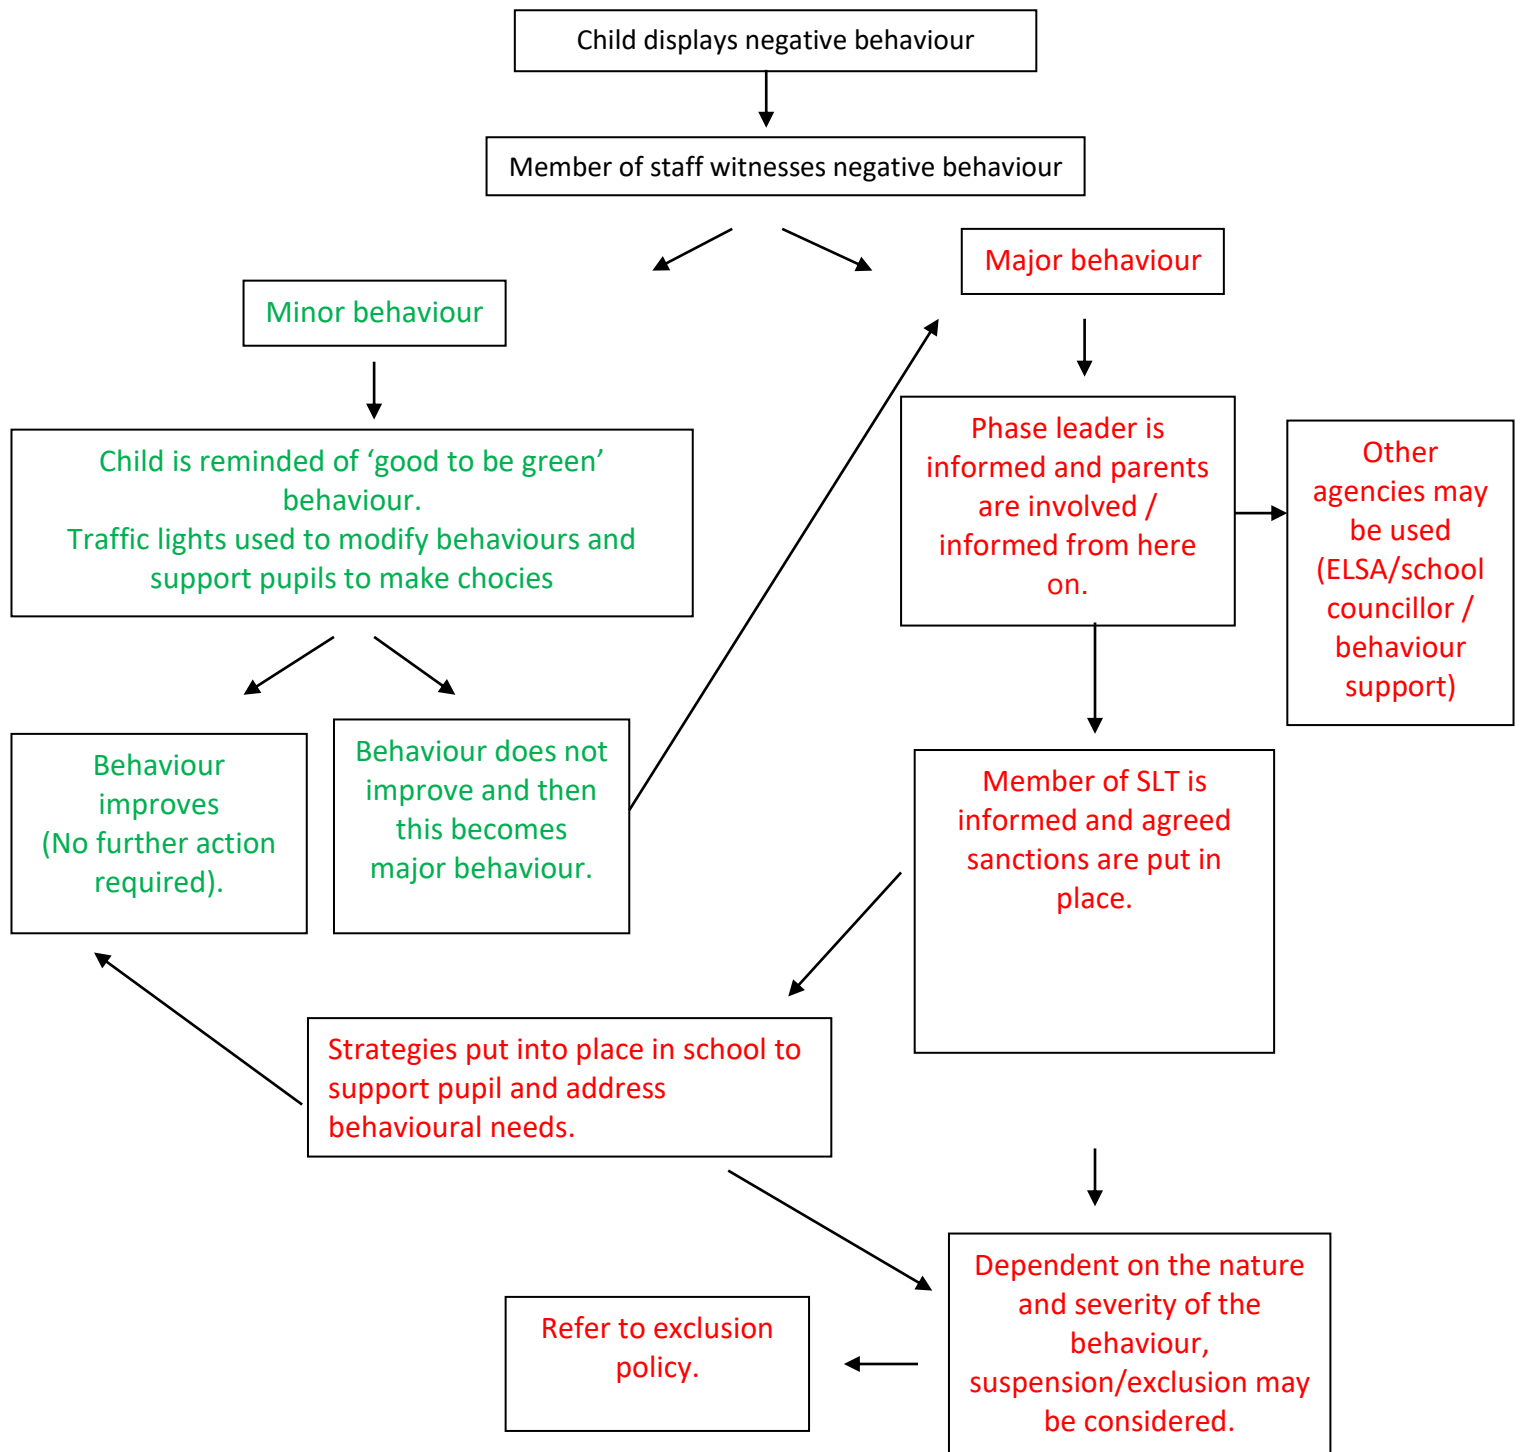 Child displays negative behaviour
Member of staff witnesses negative behaviour
Major behaviour
Minor behaviour
Child is reminded of ‘good to be green’
behaviour.
Traffic lights used to modify behaviours and
support pupils to make chocies
Phase leader is
informed and parents
are involved /
informed from here
on.
Other
agencies may
be used
(ELSA/school
councillor /
behaviour
support)
Behaviour
improves
(No further action
required).
Behaviour does not
improve and then
this becomes
major behaviour.
Member of SLT is
informed and agreed
sanctions are put in
place.
Strategies put into place in school to
support pupil and address
behavioural needs.
Dependent on the nature
and severity of the
behaviour,
suspension/exclusion may
be considered.
Refer to exclusion
policy.